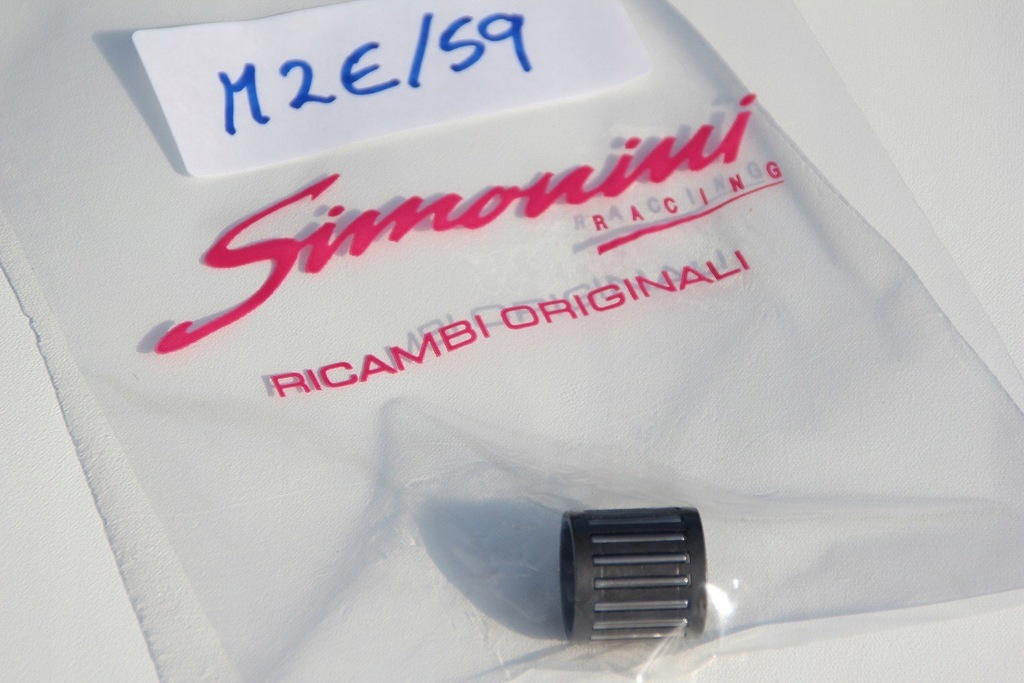 M2E/59
Simonini
RACING
RICAMBI ORIGINALI